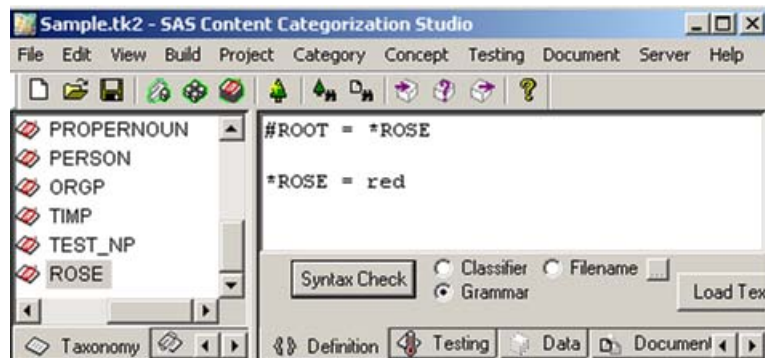 Sample.tk2 - SAS Content Categorization Studio
File Edit View Build Project Category Concept Testing Document Server Help
PROPERNOUN
PERSON
ORGP
TIMP
TEST_NP
ROSE
#ROOT = *ROSE
*ROSE = red
Syntax Check
Classifier Filename ...
Grammar
Load Tex
Taxonomy
Definition Testing Data Document